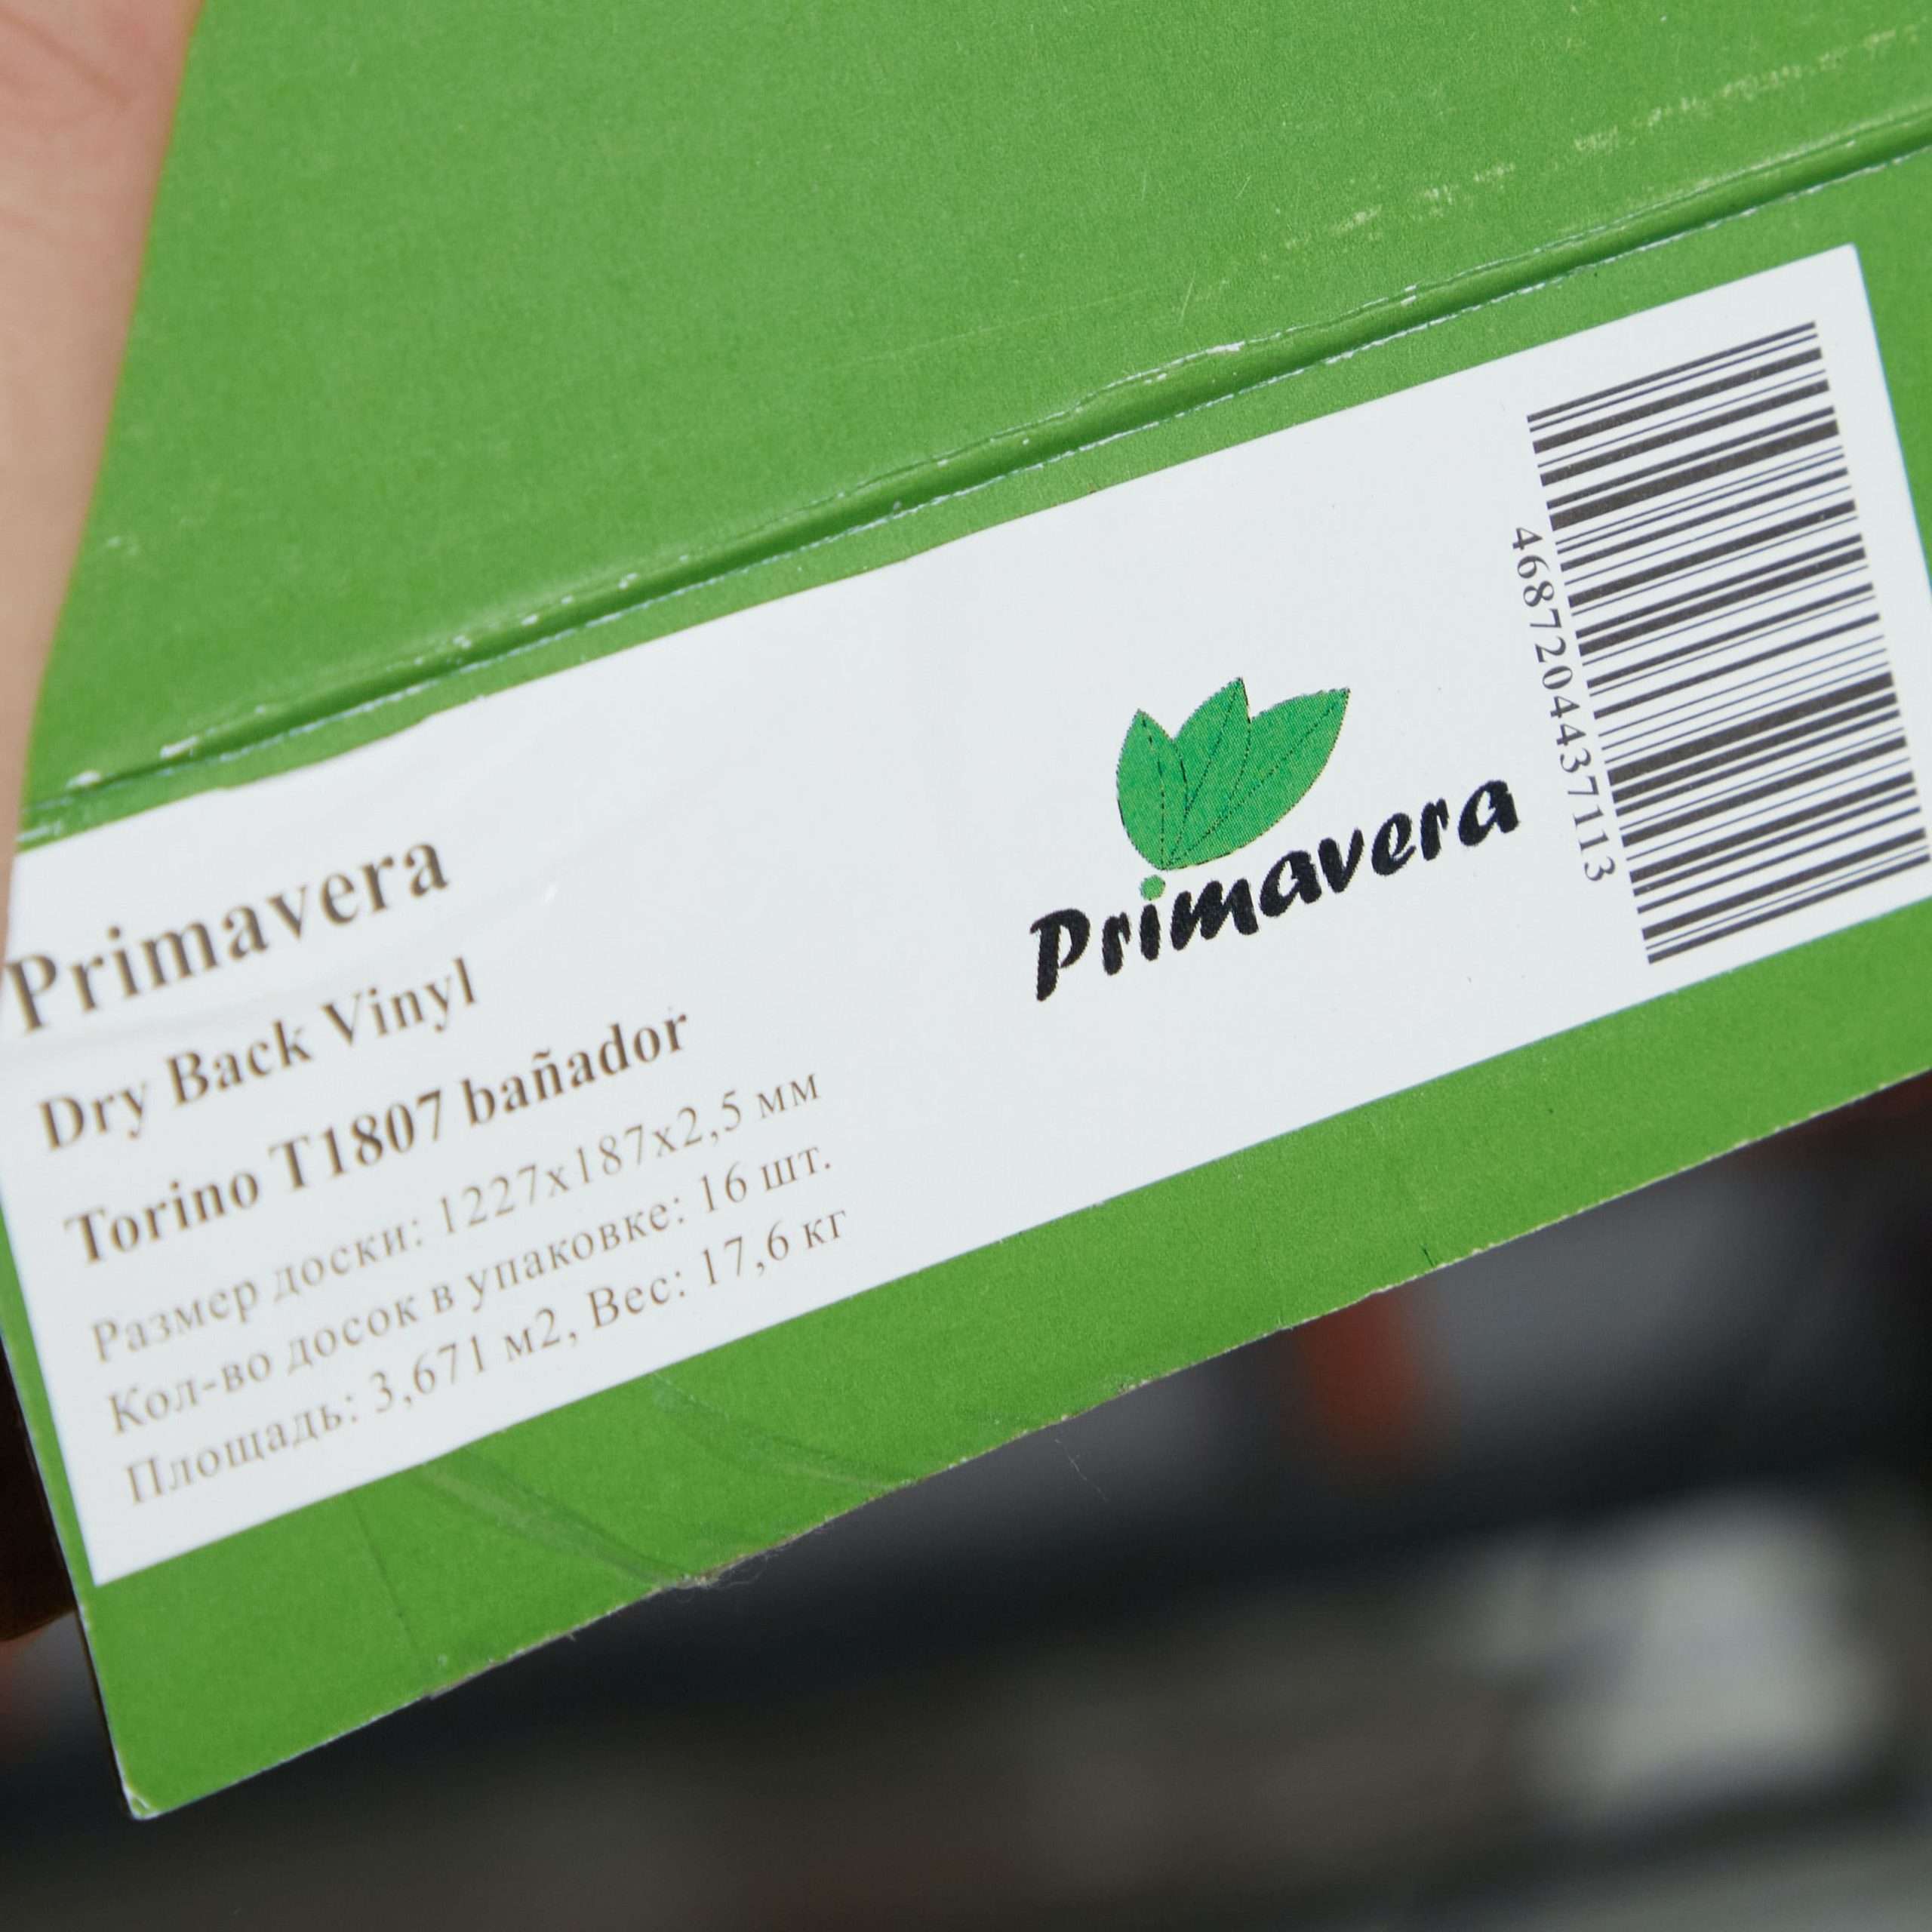 Primavera
Dry Back Vinyl
Torino T1807 bañador
Размер доски: 1227x187x2,5 мм
Кол-во досок в упаковке: 16 шт.
Площадь: 3,671 м2, Вес: 17,6 кг
Primavera
4687204437113